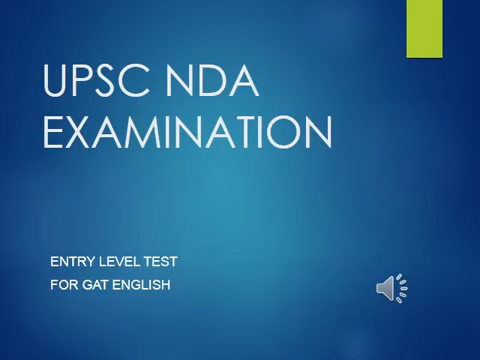 UPSC NDA
EXAMINATION
ENTRY LEVEL TEST
FOR GAT ENGLISH